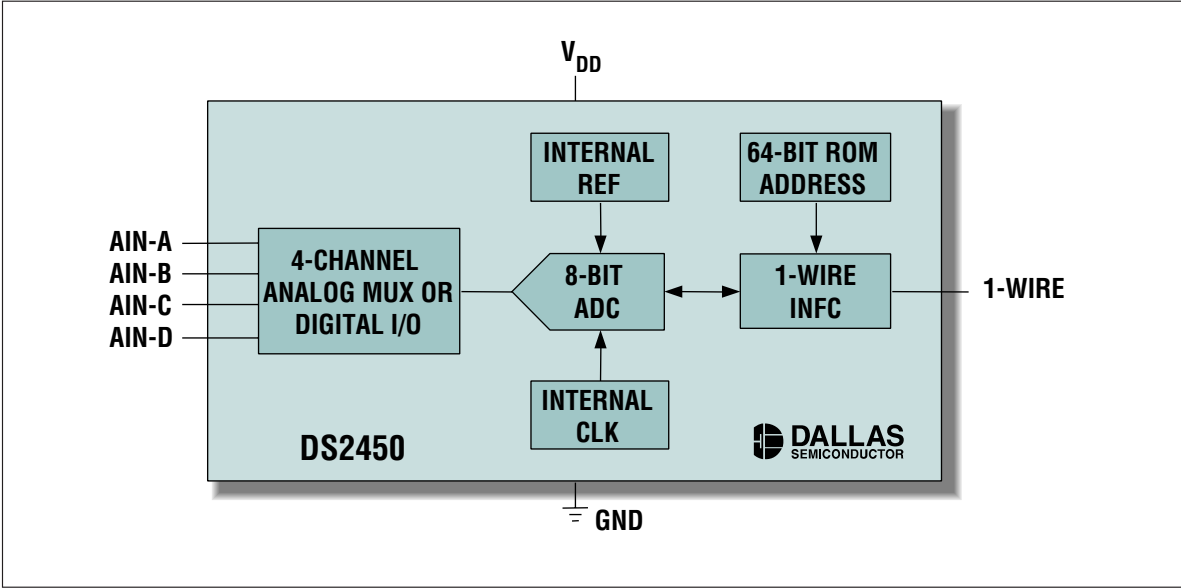 V_DD
INTERNAL
REF
64-BIT ROM
ADDRESS
AIN-A
AIN-B
AIN-C
AIN-D
4-CHANNEL
ANALOG MUX OR
DIGITAL I/O
8-BIT
ADC
1-WIRE
INFC
1-WIRE
INTERNAL
CLK
DS2450
DALLAS
SEMICONDUCTOR
GND